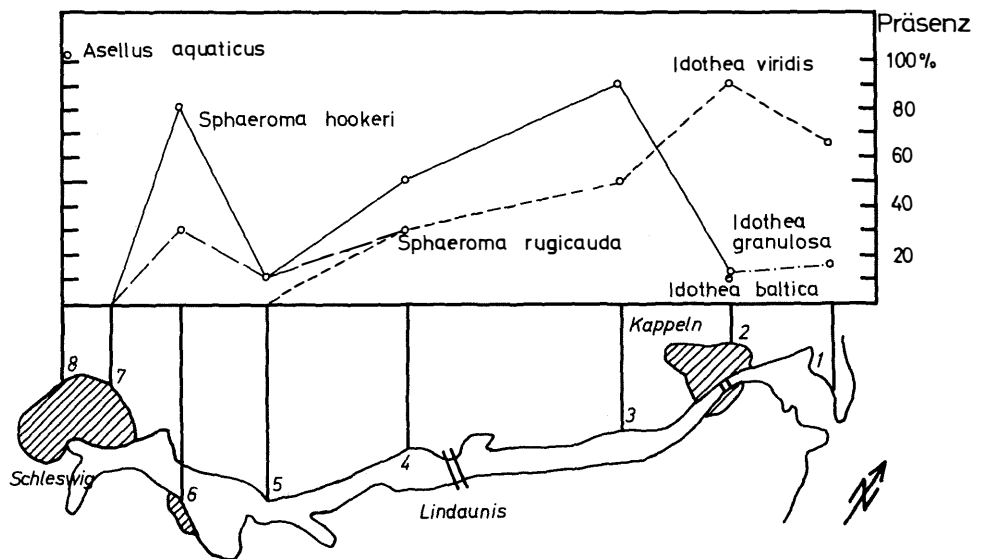 Präsenz
Asellus aquaticus
100%
Idothea viridis
80
Sphaeroma hookeri
60
40
Idothea
granulosa
Sphaeroma rugicauda
20
Idothea baltica
Kappeln
2
1
8
7
3
4
5
6
Schleswig
Lindaunis
N